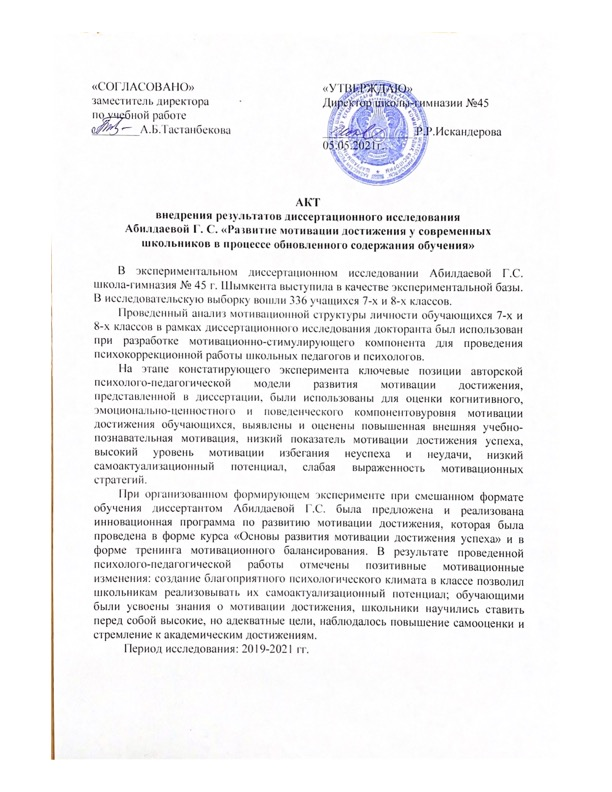 «СОГЛАСОВАНО»
заместитель директора
по учебной работе
А.Б.Тастанбекова
«УТВЕРЖДАЮ»
Директор школы-гимназии №45
Р.Р.Искандерова
05.05.2021г.
АКТ
внедрения результатов диссертационного исследования
Абилдаевой Г. С. «Развитие мотивации достижения у современных
школьников в процессе обновленного содержания обучения»
В экспериментальном диссертационном исследовании Абилдаевой Г.С.
школа-гимназия № 45 г. Шымкента выступила в качестве экспериментальной базы.
В исследовательскую выборку вошли 336 учащихся 7-х и 8-х классов.
Проведенный анализ мотивационной структуры личности обучающихся 7-х и
8-х классов в рамках диссертационного исследования докторанта был использован
при разработке мотивационно-стимулирующего компонента для проведения
психокоррекционной работы школьных педагогов и психологов.
На этапе констатирующего эксперимента ключевые позиции авторской
психолого-педагогической модели развития мотивации достижения,
представленной в диссертации, были использованы для оценки когнитивного,
эмоционально-ценностного и поведенческого компонентовуровня мотивации
достижения обучающихся, выявлены и оценены повышенная внешняя учебно-
познавательная мотивация, низкий показатель мотивации достижения успеха,
высокий уровень мотивации избегания неуспеха и неудачи, низкий
самоактуализационный потенциал, слабая выраженность мотивационных
стратегий.
При организованном формирующем эксперименте при смешанном формате
обучения диссертантом Абилдаевой Г.С. была предложена и реализована
инновационная программа по развитию мотивации достижения, которая была
проведена в форме курса «Основы развития мотивации достижения успеха» и в
форме тренинга мотивационного балансирования. В результате проведенной
психолого-педагогической работы отмечены позитивные мотивационные
изменения: создание благоприятного психологического климата в классе позволил
школьникам реализовывать их самоактуализационный потенциал; обучающими
были усвоены знания о мотивации достижения, школьники научились ставить
перед собой высокие, но адекватные цели, наблюдалось повышение самооценки и
стремление к академическим достижениям.
Период исследования: 2019-2021 гг.